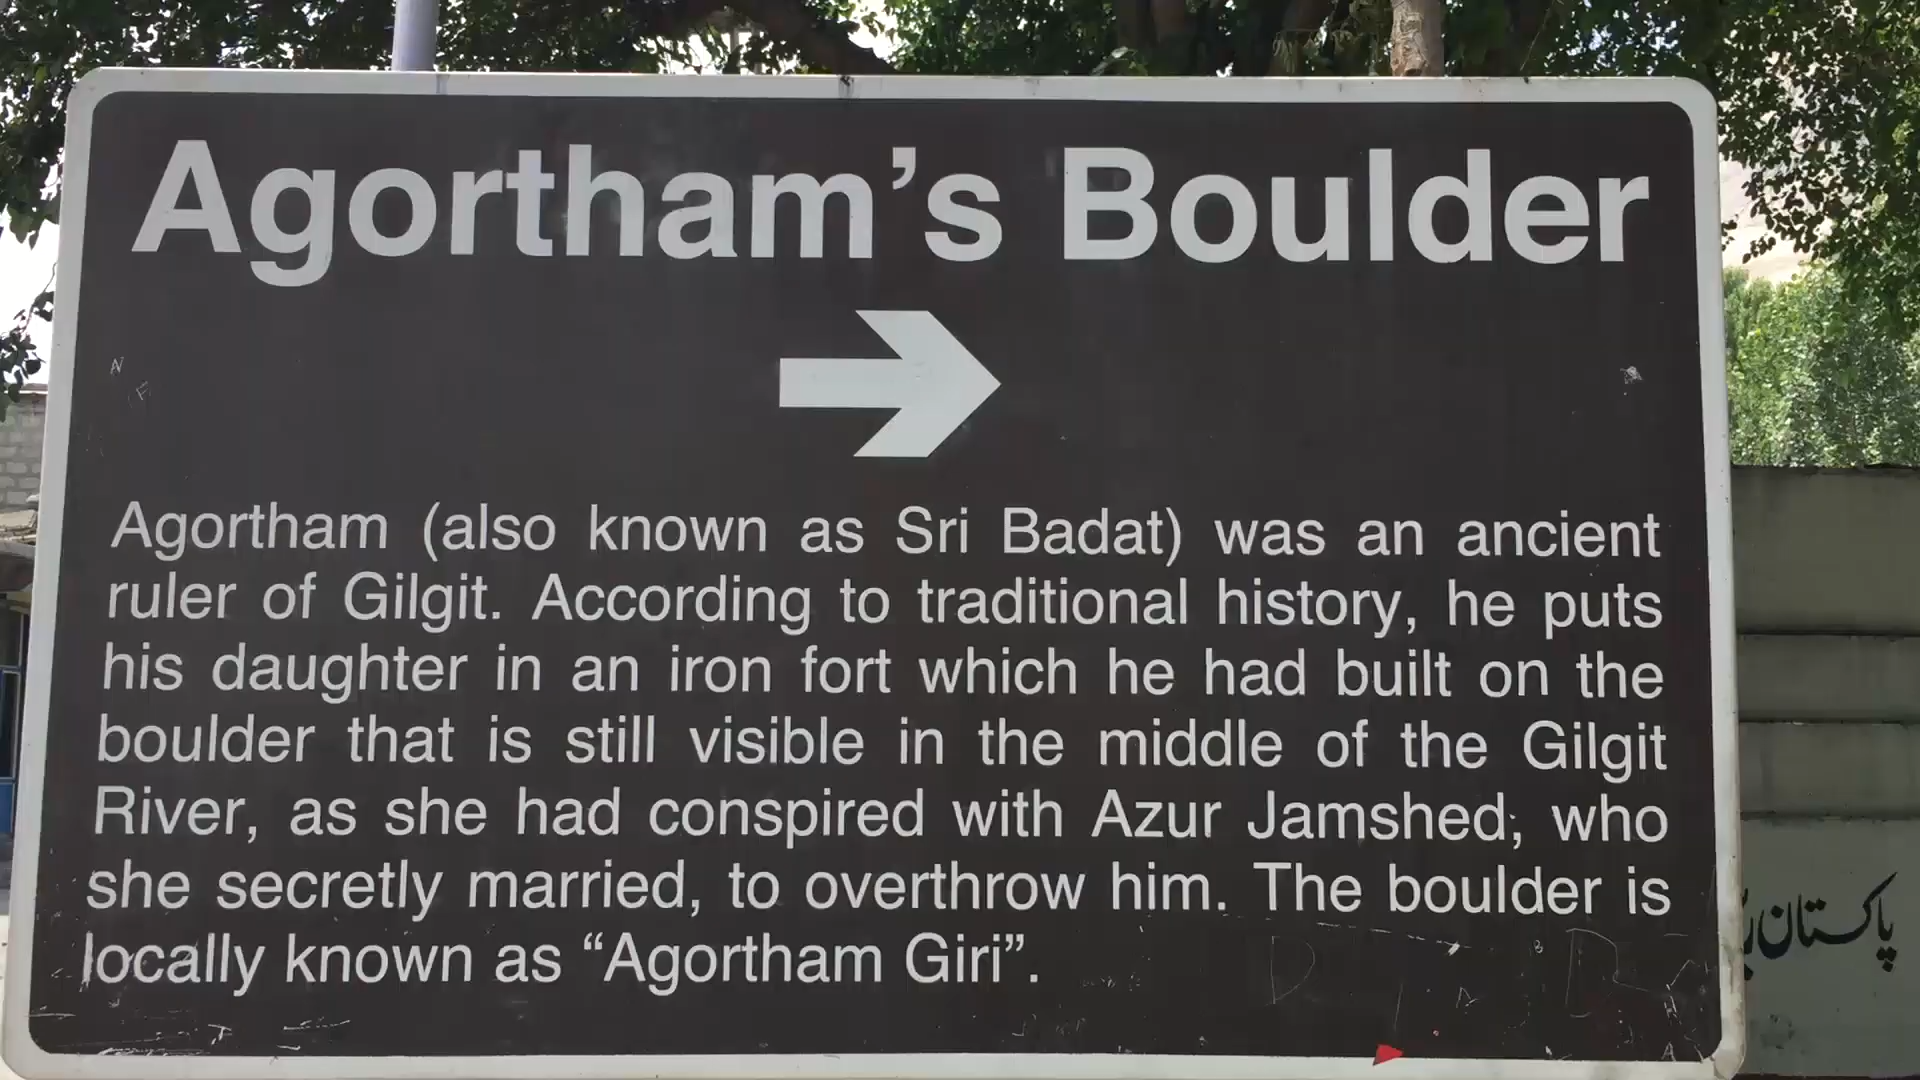 Agortham’s Boulder
Agortham (also known as Sri Badat) was an ancient
ruler of Gilgit. According to traditional history, he puts
his daughter in an iron fort which he had built on the
boulder that is still visible in the middle of the Gilgit
River, as she had conspired with Azur Jamshed, who
she secretly married, to overthrow him. The boulder is
locally known as “Agortham Giri”.
پاکستان